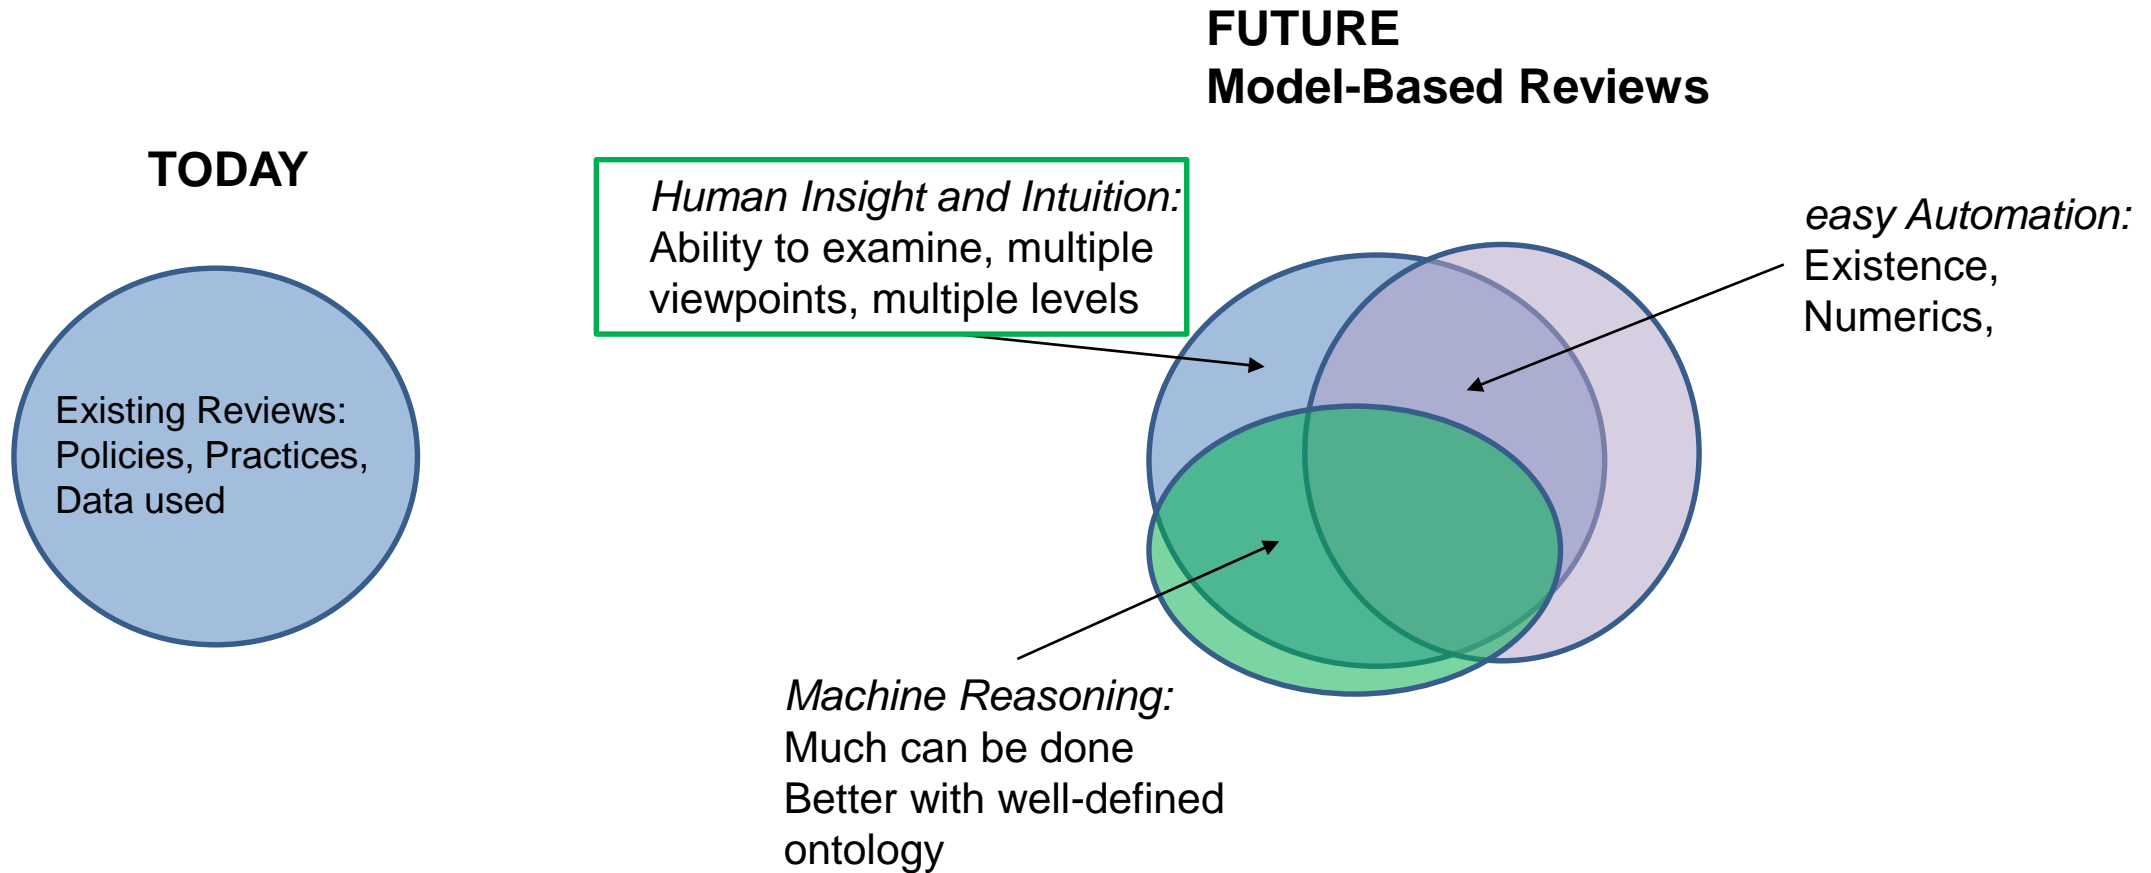 FUTURE
Model-Based Reviews
TODAY
Existing Reviews:
Policies, Practices,
Data used
Human Insight and Intuition:
Ability to examine, multiple
viewpoints, multiple levels
easy Automation:
Existence,
Numerics,
Machine Reasoning:
Much can be done
Better with well-defined
ontology